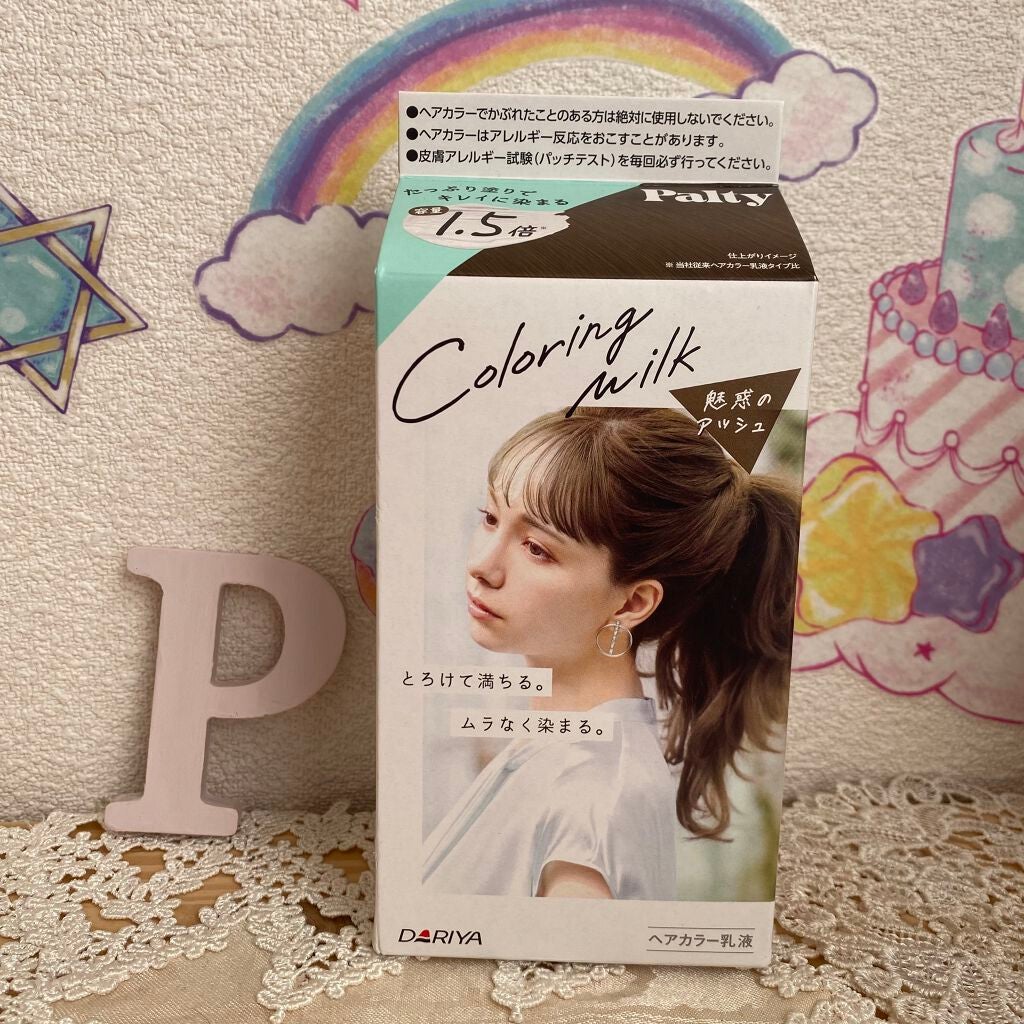 ●ヘアカラーでかぶれたことのある方は絶対に使用しないでください。
●ヘアカラーはアレルギー反応をおこすことがあります。
●皮膚アレルギー試験(パッチテスト)を毎回必ず行ってください。
たっぷり塗りで
キレイに染まる
容量
1.5倍※
Palty
仕上がりイメージ
※ 当社従来ヘアカラー乳液タイプ比
Coloring
milk
魅惑の
アッシュ
とろけて満ちる。
ムラなく染まる。
DARIYA
ヘアカラー乳液
P